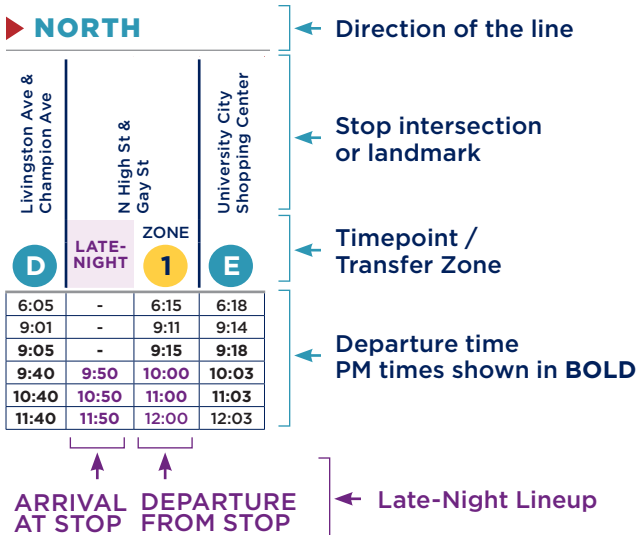 NORTH
Direction of the line
Livingston Ave &
Champion Ave
N High St &
Gay St
University City
Shopping Center
Stop intersection
or landmark
D
LATE-
NIGHT
ZONE
1
E
Timepoint /
Transfer Zone
6:05 - 6:15 6:18
9:01 - 9:11 9:14
9:05 - 9:15 9:18
9:40 9:50 10:00 10:03
10:40 10:50 11:00 11:03
11:40 11:50 12:00 12:03
Departure time
PM times shown in BOLD
ARRIVAL
AT STOP
DEPARTURE
FROM STOP
Late-Night Lineup